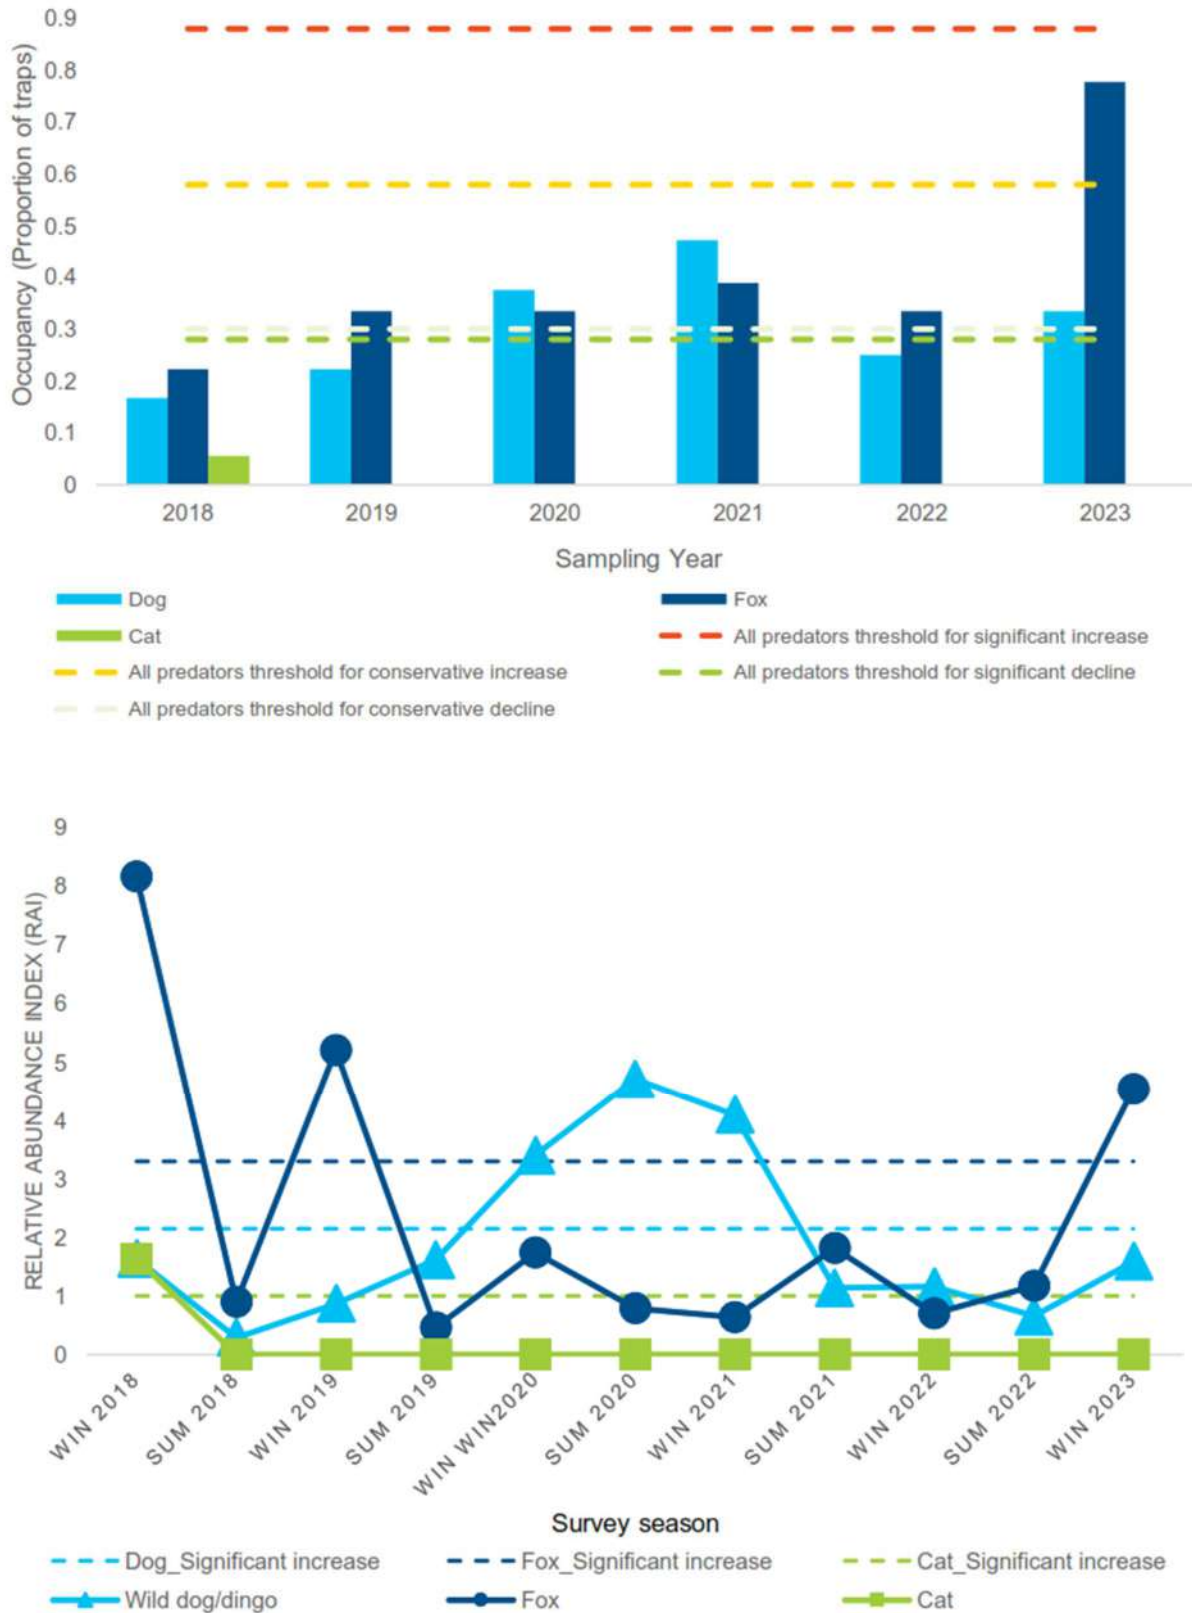 0.9
0.8
0.7
0.6
0.5
0.4
0.3
0.2
0.1
0
Occupancy (Proportion of traps)
2018 2019 2020 2021 2022 2023
Sampling Year
Dog Fox
Cat All predators threshold for significant increase
All predators threshold for conservative increase All predators threshold for significant decline
All predators threshold for conservative decline
9
8
7
6
5
4
3
2
1
0
RELATIVE ABUNDANCE INDEX (RAI)
WIN 2018 SUM 2018 WIN 2019 SUM 2019 WIN WIN2020 SUM 2020 WIN 2021 SUM 2021 WIN 2022 SUM 2022 WIN 2023
Survey season
Dog_Significant increase Fox_Significant increase Cat_Significant increase
Wild dog/dingo Fox Cat